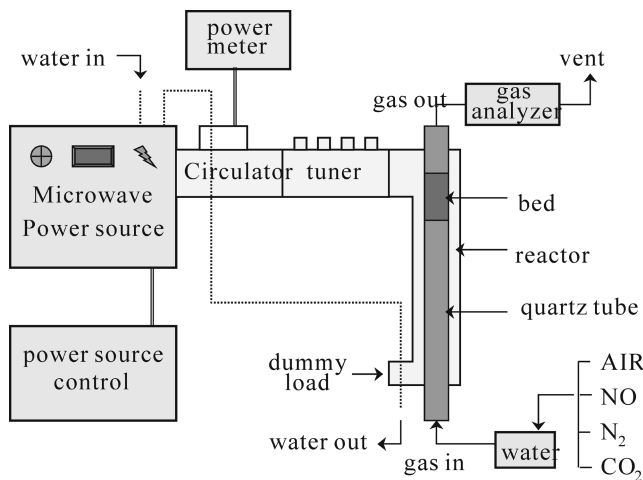 power
meter
water in
vent
gas out
gas
analyzer
Circulator
tuner
Microwave
Power source
bed
reactor
quartz tube
power source
control
dummy
load
water out
gas in
water
AIR
NO
N₂
CO₂